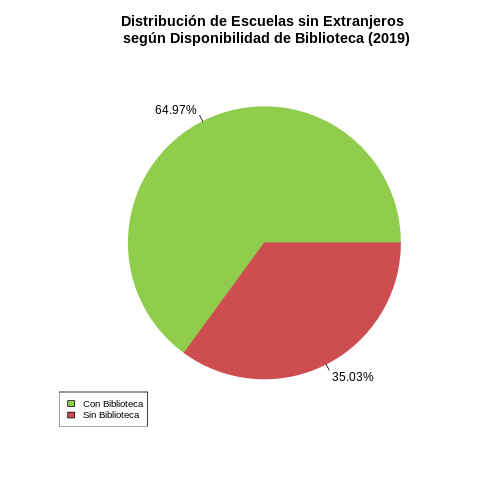 Distribución de Escuelas sin Extranjeros
según Disponibilidad de Biblioteca (2019)
64.97%
35.03%
Con Biblioteca
Sin Biblioteca